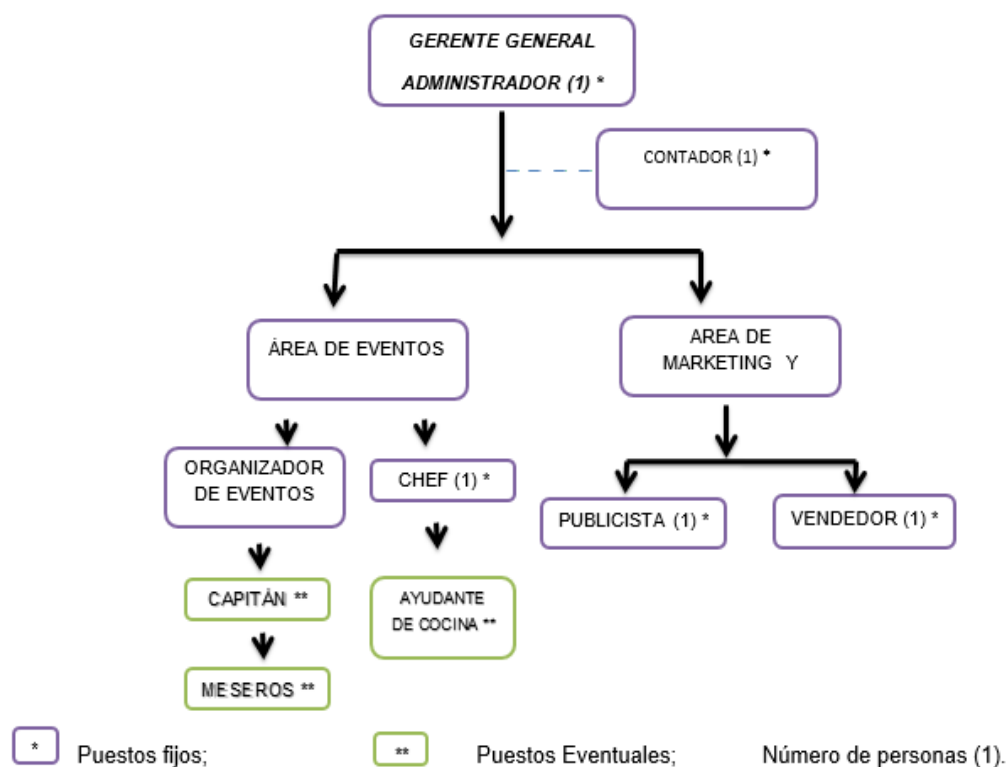 GERENTE GENERAL
ADMINISTRADOR (1) *
CONTADOR (1) *
ÁREA DE EVENTOS
AREA DE
MARKETING Y
ORGANIZADOR
DE EVENTOS
CHEF (1) *
PUBLICISTA (1) *
VENDEDOR (1) *
CAPITÁN **
AYUDANTE
DE COCINA **
MESEROS **
* Puestos fijos; ** Puestos Eventuales; Número de personas (1).